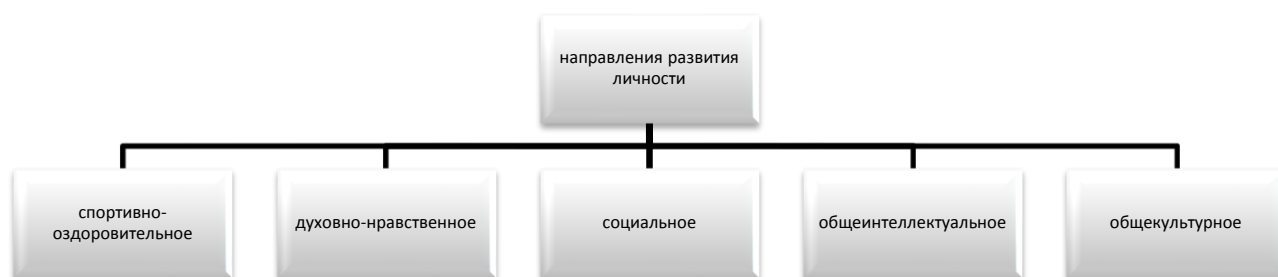 направления развития
личности
спортивно-
оздоровительное
духовно-нравственное
социальное
общеинтеллектуальное
общекультурное